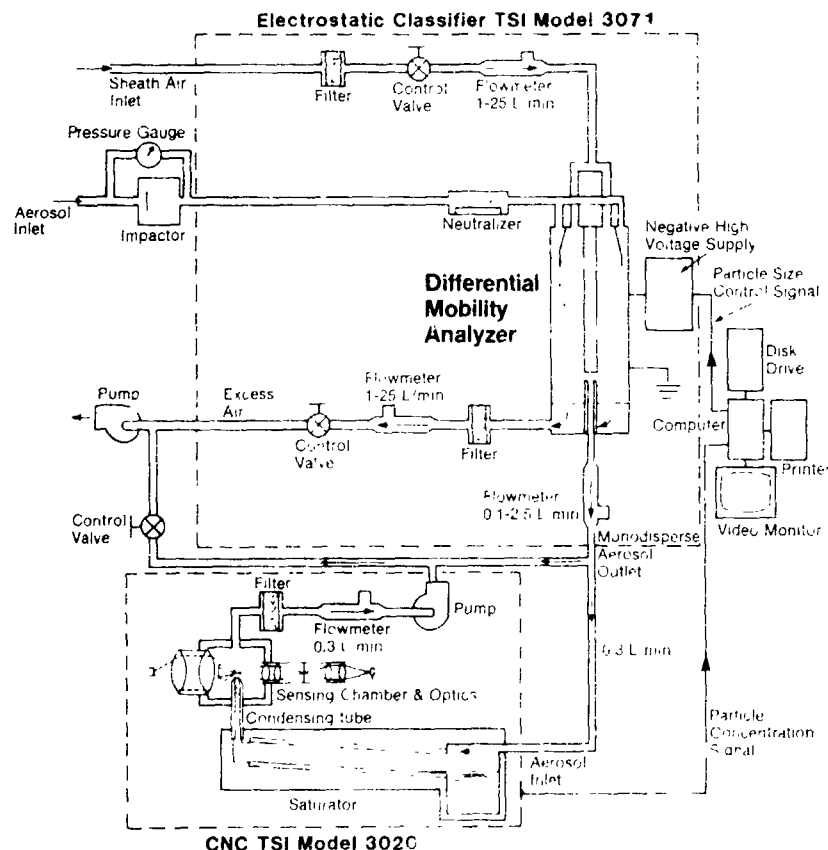 Electrostatic Classifier TSI Model 3071
Sheath Air
Inlet
Filter
Control
Valve
Flowmeter
1-25 L min
Pressure Gauge
Aerosol
Inlet
Impactor
Neutralizer
Negative High
Voltage Supply
Particle Size
Control Signal
Differential
Mobility
Analyzer
Disk
Drive
Computer
Printer
Video Monitor
Pump
Excess
Air
Flowmeter
1-25 L/min
Control
Valve
Filter
Flowmeter
0.1-2.5 L min
Control
Valve
Monodisperse
Aerosol
Outlet
Filter
Pump
Flowmeter
0.3 L min
0.3 L min
Sensing Chamber & Optics
Condensing tube
Particle
Concentration
Signal
Aerosol
Inlet
Saturator
CNC TSI Model 3020